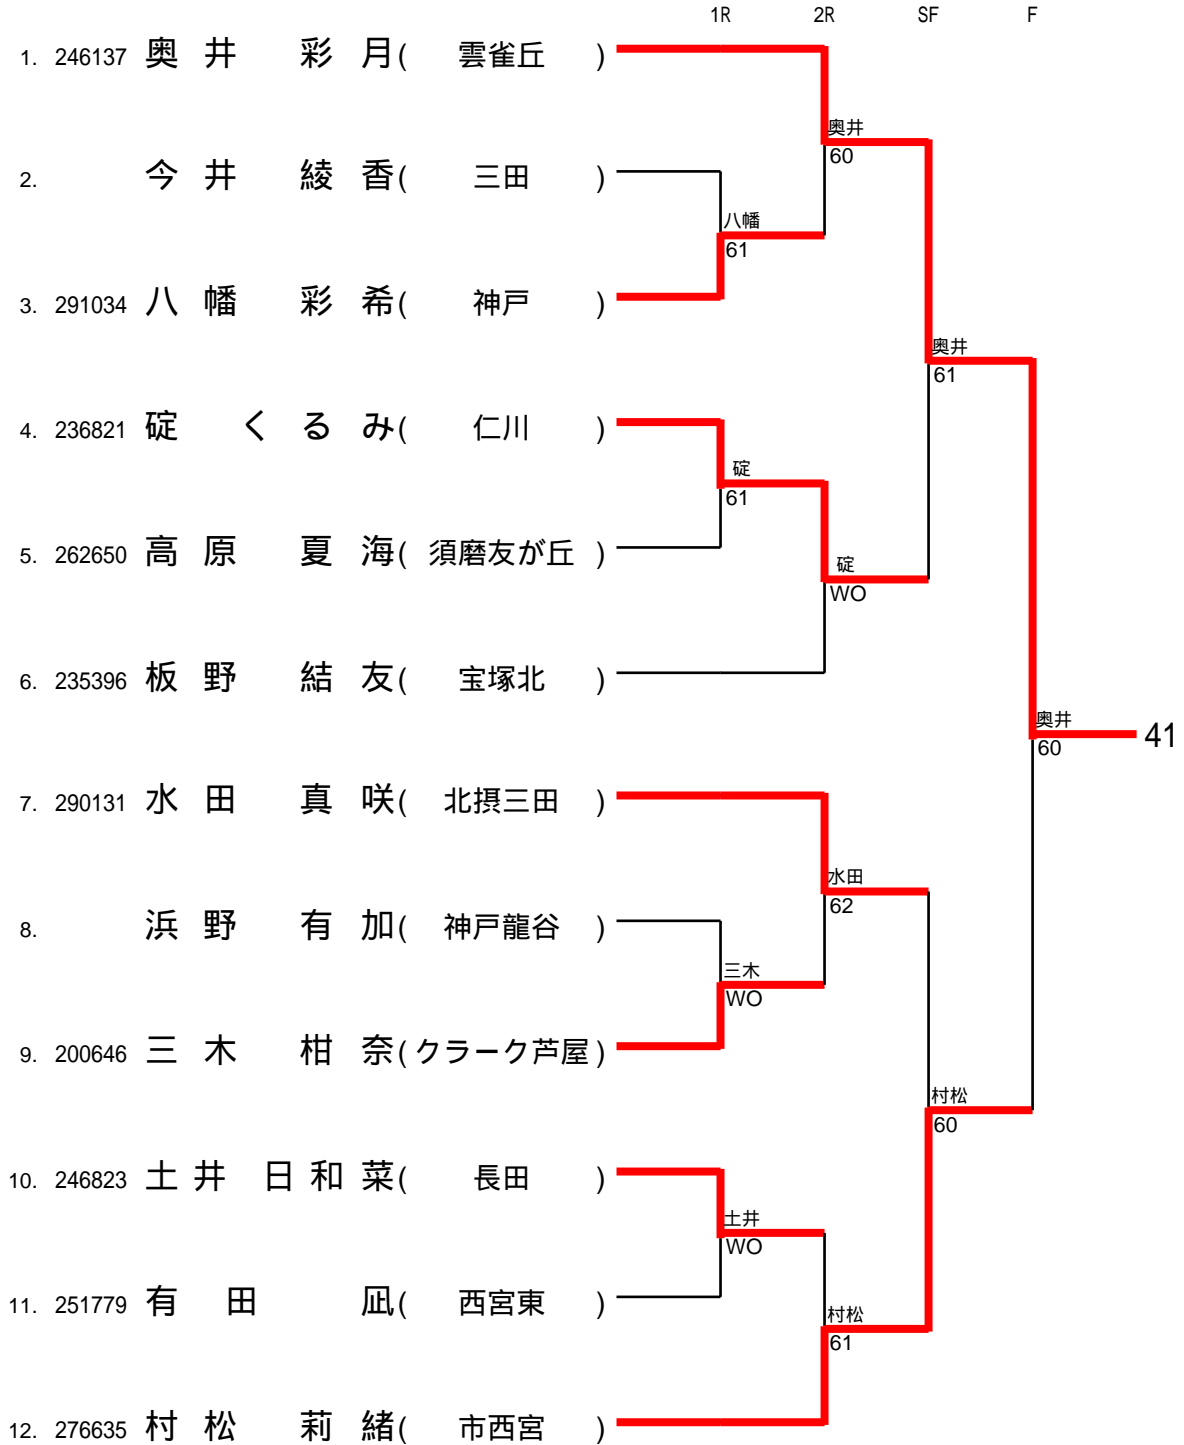 1R 2R SF F
1. 246137 奥井 彩月( 雲雀丘 )
奥井
60
2. 今井 綾香( 三田 )
八幡
61
3. 291034 八幡 彩希( 神戸 )
奥井
61
4. 236821 碇 くるみ( 仁川 )
碇
61
5. 262650 高原 夏海( 須磨友が丘 )
碇
WO
6. 235396 板野 結友( 宝塚北 )
奥井
60
41
7. 290131 水田 真咲( 北摂三田 )
水田
62
8. 浜野 有加( 神戸龍谷 )
三木
WO
9. 200646 三木 柑奈( クラーク芦屋 )
村松
60
10. 246823 土井 日和菜( 長田 )
土井
WO
11. 251779 有田 凪( 西宮東 )
村松
61
12. 276635 村松 莉緒( 市西宮 )